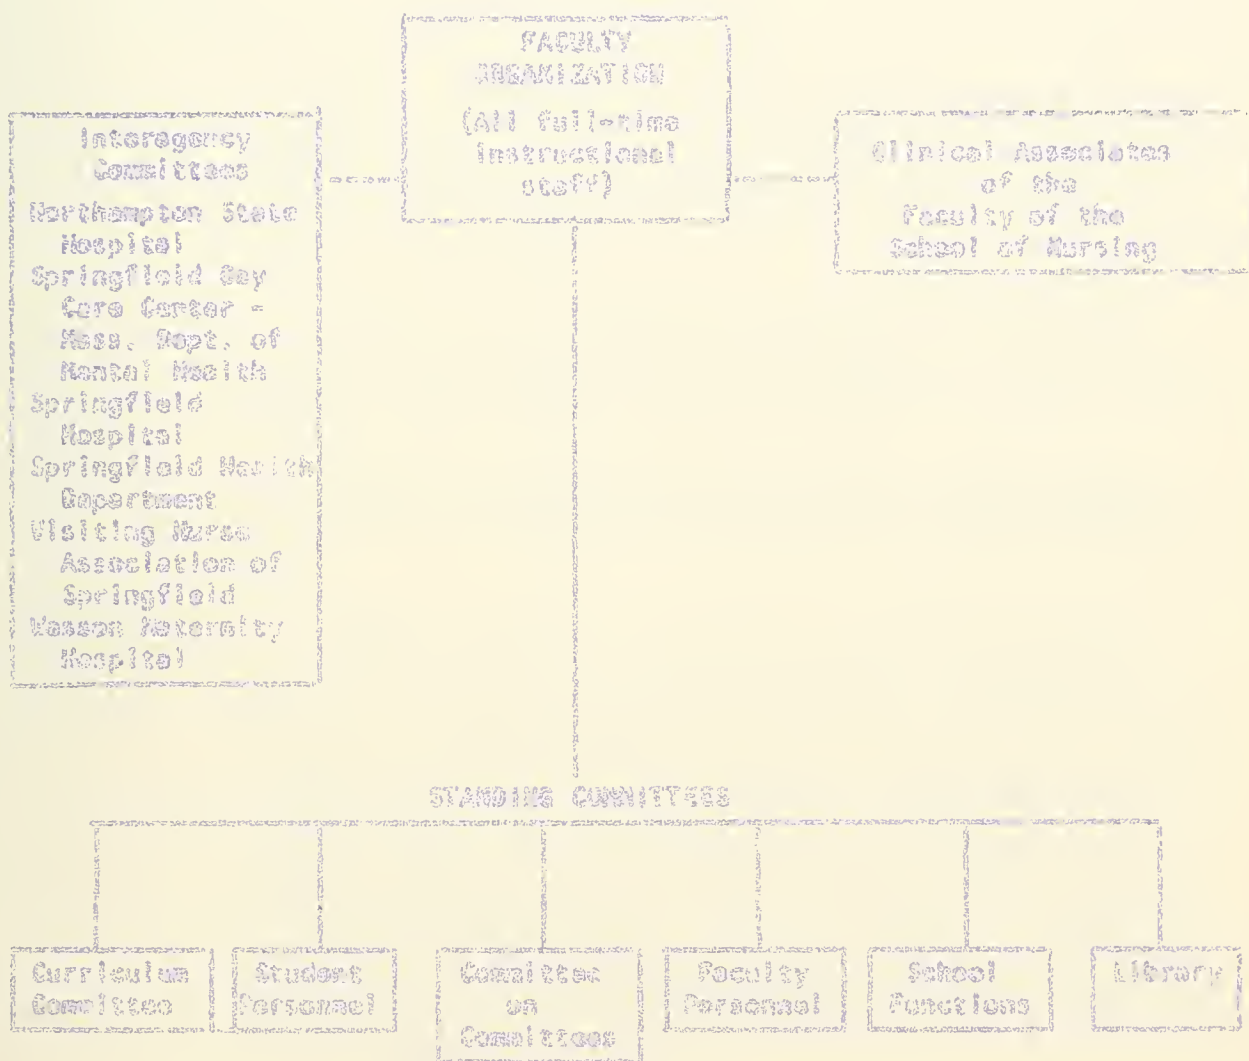 FACULTY
ORGANIZATION
(All full-time
instructional
staff)
Interagency
Committees
Northampton State
Hospital
Springfield Day
Care Center -
Mass. Dept. of
Mental Health
Springfield
Hospital
Springfield Health
Department
Visiting Nurse
Association of
Springfield
Wesson Maternity
Hospital
Clinical Associates
of the
Faculty of the
School of Nursing
STANDING COMMITTEES
Curriculum
Committee
Student
Personnel
Committee
on
Committees
Faculty
Personnel
School
Functions
Library